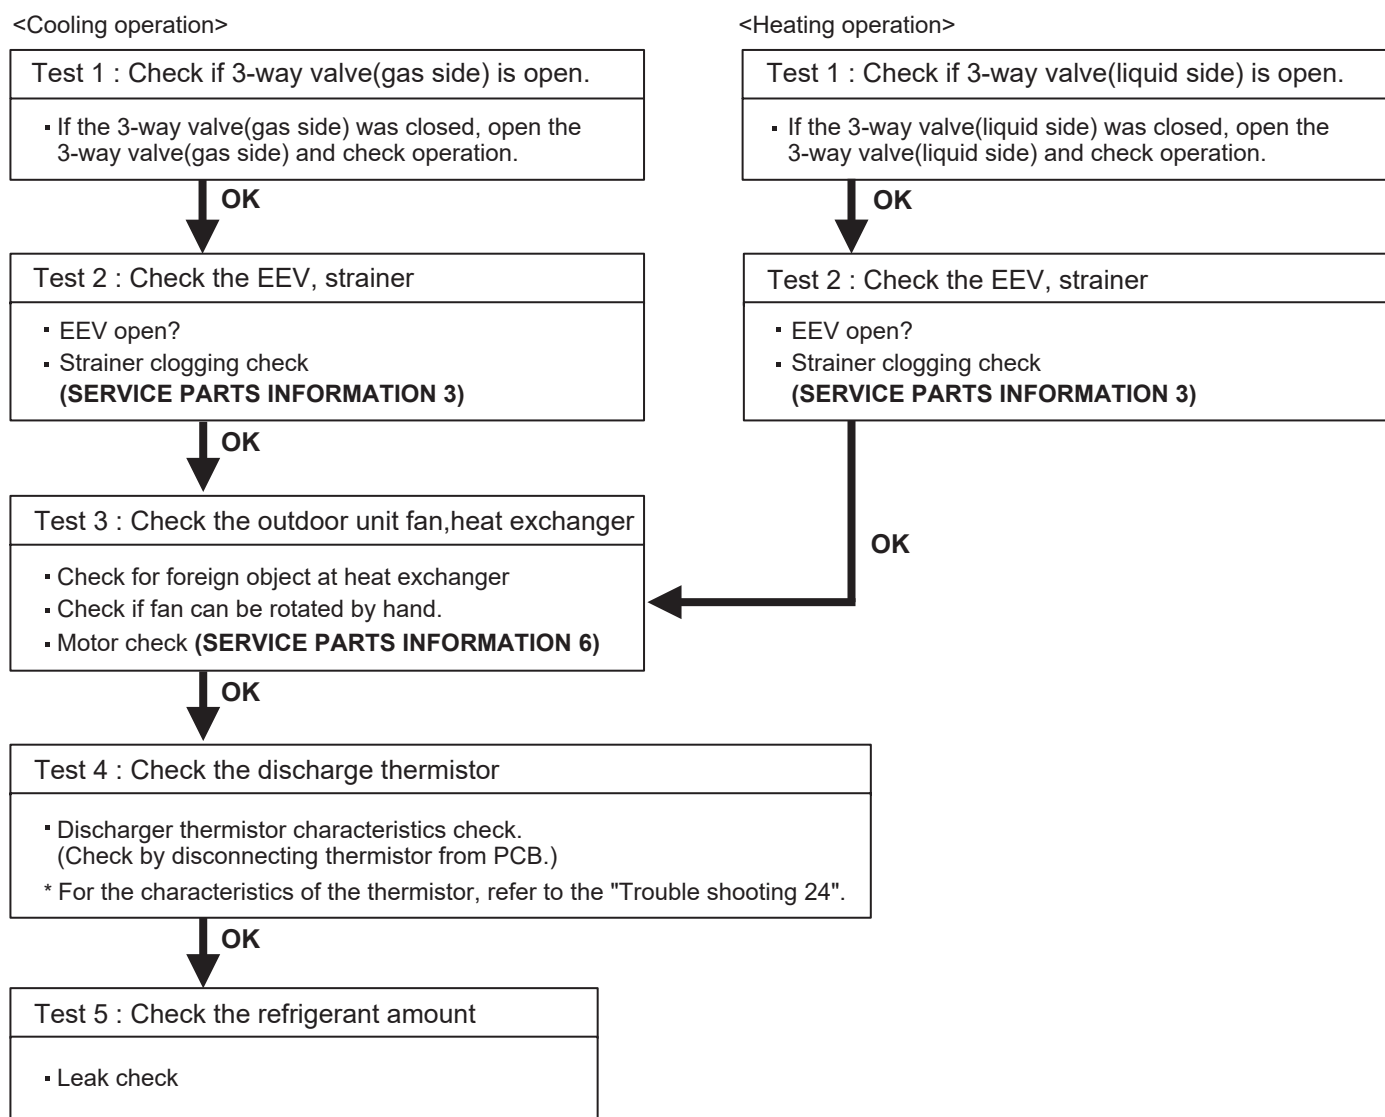 <Cooling operation>
Test 1 : Check if 3-way valve(gas side) is open.
▪ If the 3-way valve(gas side) was closed, open the
3-way valve(gas side) and check operation.
OK
Test 2 : Check the EEV, strainer
▪ EEV open?
▪ Strainer clogging check
(SERVICE PARTS INFORMATION 3)
OK
<Heating operation>
Test 1 : Check if 3-way valve(liquid side) is open.
▪ If the 3-way valve(liquid side) was closed, open the
3-way valve(liquid side) and check operation.
OK
Test 2 : Check the EEV, strainer
▪ EEV open?
▪ Strainer clogging check
(SERVICE PARTS INFORMATION 3)
OK
Test 3 : Check the outdoor unit fan,heat exchanger
▪ Check for foreign object at heat exchanger
▪ Check if fan can be rotated by hand.
▪ Motor check (SERVICE PARTS INFORMATION 6)
OK
Test 4 : Check the discharge thermistor
▪ Discharger thermistor characteristics check.
(Check by disconnecting thermistor from PCB.)
* For the characteristics of the thermistor, refer to the "Trouble shooting 24".
OK
Test 5 : Check the refrigerant amount
▪ Leak check